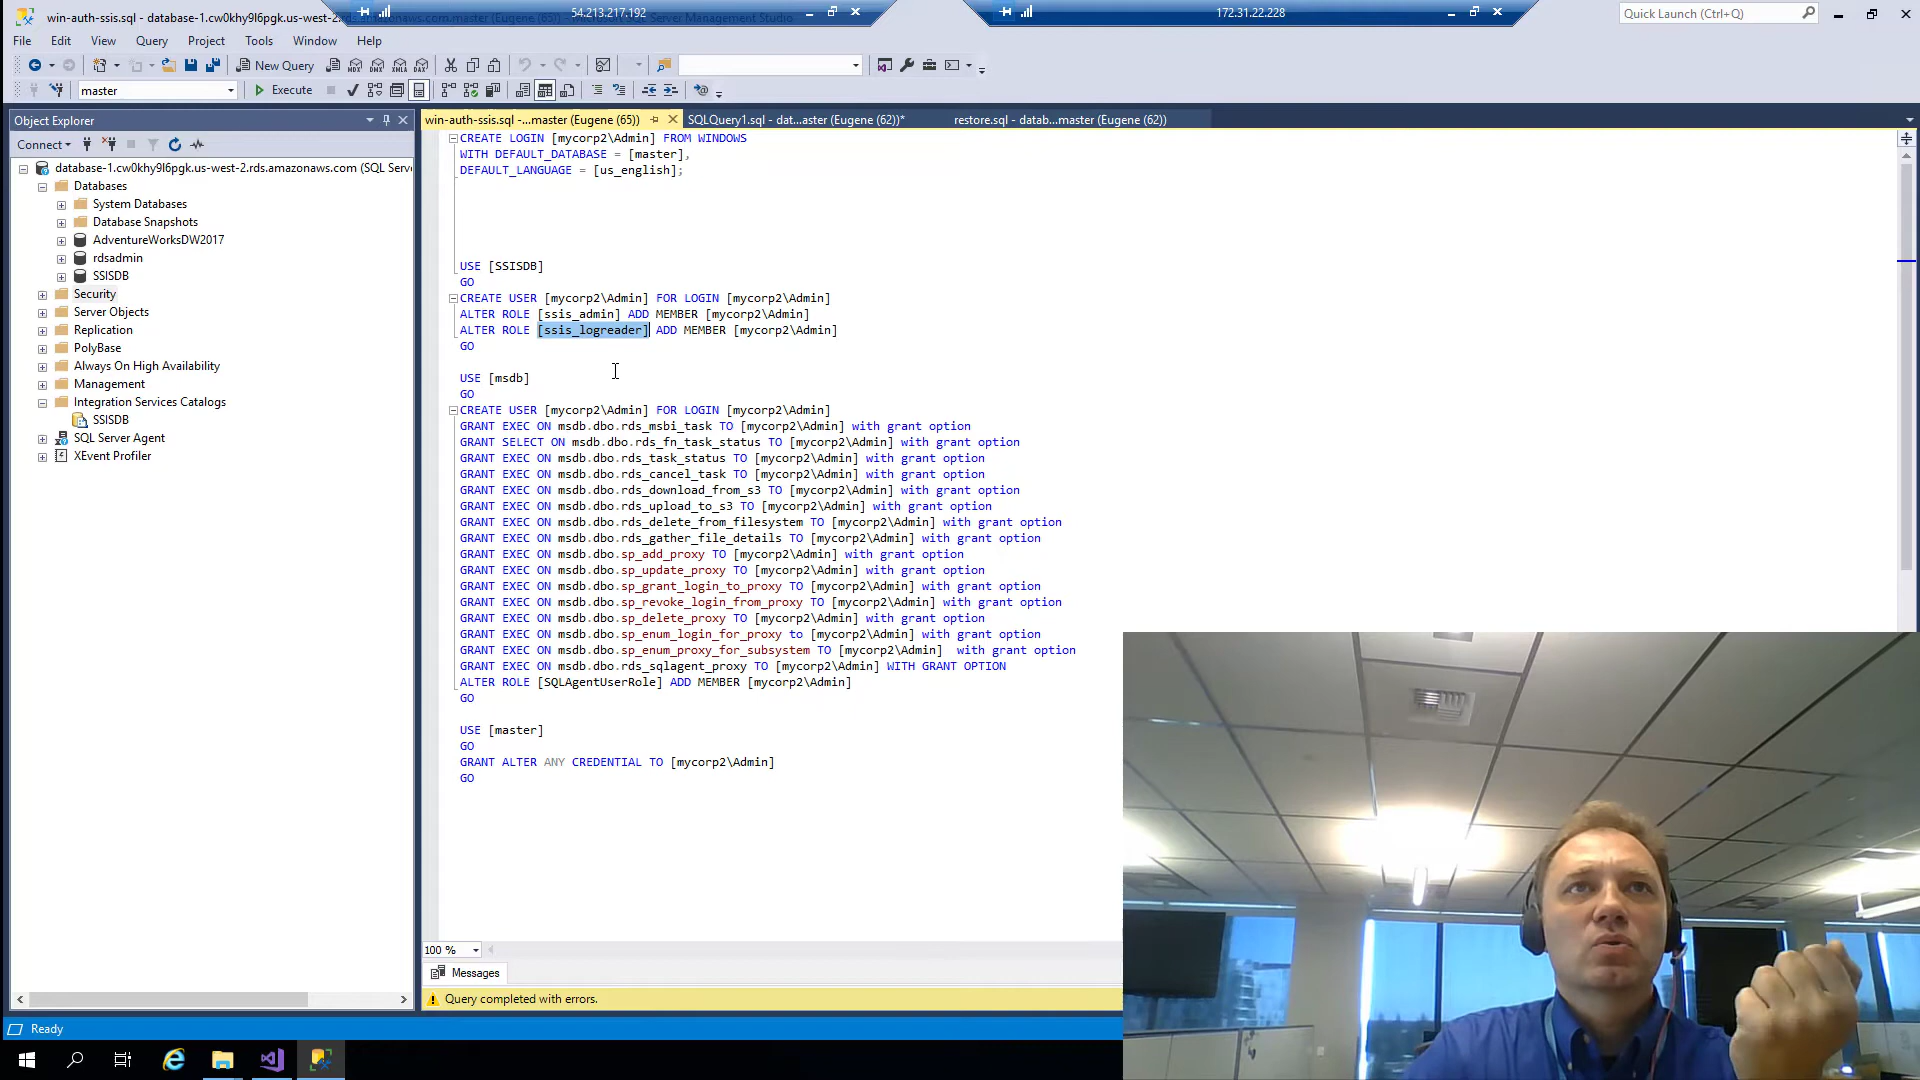 win-auth-ssis.sql - database-1.cw0khy9l6pgk.us-west-2.rds.amazonaws.com.master (Eugene (65)) - Microsoft SQL Server Management Studio
54.213.217.192
172.31.22.228
Quick Launch (Ctrl+Q)
File Edit View Query Project Tools Window Help
New Query
MDX DMX XMLA DAX
master
Execute
Object Explorer
win-auth-ssis.sql -...master (Eugene (65))
SQLQuery1.sql - dat...aster (Eugene (62))*
restore.sql - datab...master (Eugene (62))
Connect
database-1.cw0khy9l6pgk.us-west-2.rds.amazonaws.com (SQL Serve
Databases
System Databases
Database Snapshots
AdventureWorksDW2017
rdsadmin
SSISDB
Security
Server Objects
Replication
PolyBase
Always On High Availability
Management
Integration Services Catalogs
SSISDB
SQL Server Agent
XEvent Profiler
CREATE LOGIN [mycorp2\Admin] FROM WINDOWS
WITH DEFAULT_DATABASE = [master],
DEFAULT_LANGUAGE = [us_english];
USE [SSISDB]
GO
CREATE USER [mycorp2\Admin] FOR LOGIN [mycorp2\Admin]
ALTER ROLE [ssis_admin] ADD MEMBER [mycorp2\Admin]
ALTER ROLE [ssis_logreader] ADD MEMBER [mycorp2\Admin]
GO
USE [msdb]
GO
CREATE USER [mycorp2\Admin] FOR LOGIN [mycorp2\Admin]
GRANT EXEC ON msdb.dbo.rds_msbi_task TO [mycorp2\Admin] with grant option
GRANT SELECT ON msdb.dbo.rds_fn_task_status TO [mycorp2\Admin] with grant option
GRANT EXEC ON msdb.dbo.rds_task_status TO [mycorp2\Admin] with grant option
GRANT EXEC ON msdb.dbo.rds_cancel_task TO [mycorp2\Admin] with grant option
GRANT EXEC ON msdb.dbo.rds_download_from_s3 TO [mycorp2\Admin] with grant option
GRANT EXEC ON msdb.dbo.rds_upload_to_s3 TO [mycorp2\Admin] with grant option
GRANT EXEC ON msdb.dbo.rds_delete_from_filesystem TO [mycorp2\Admin] with grant option
GRANT EXEC ON msdb.dbo.rds_gather_file_details TO [mycorp2\Admin] with grant option
GRANT EXEC ON msdb.dbo.sp_add_proxy TO [mycorp2\Admin] with grant option
GRANT EXEC ON msdb.dbo.sp_update_proxy TO [mycorp2\Admin] with grant option
GRANT EXEC ON msdb.dbo.sp_grant_login_to_proxy TO [mycorp2\Admin] with grant option
GRANT EXEC ON msdb.dbo.sp_revoke_login_from_proxy TO [mycorp2\Admin] with grant option
GRANT EXEC ON msdb.dbo.sp_delete_proxy TO [mycorp2\Admin] with grant option
GRANT EXEC ON msdb.dbo.sp_enum_login_for_proxy to [mycorp2\Admin] with grant option
GRANT EXEC ON msdb.dbo.sp_enum_proxy_for_subsystem TO [mycorp2\Admin]  with grant option
GRANT EXEC ON msdb.dbo.rds_sqlagent_proxy TO [mycorp2\Admin] WITH GRANT OPTION
ALTER ROLE [SQLAgentUserRole] ADD MEMBER [mycorp2\Admin]
GO
USE [master]
GO
GRANT ALTER ANY CREDENTIAL TO [mycorp2\Admin]
GO
100 %
Messages
Query completed with errors.
Ready